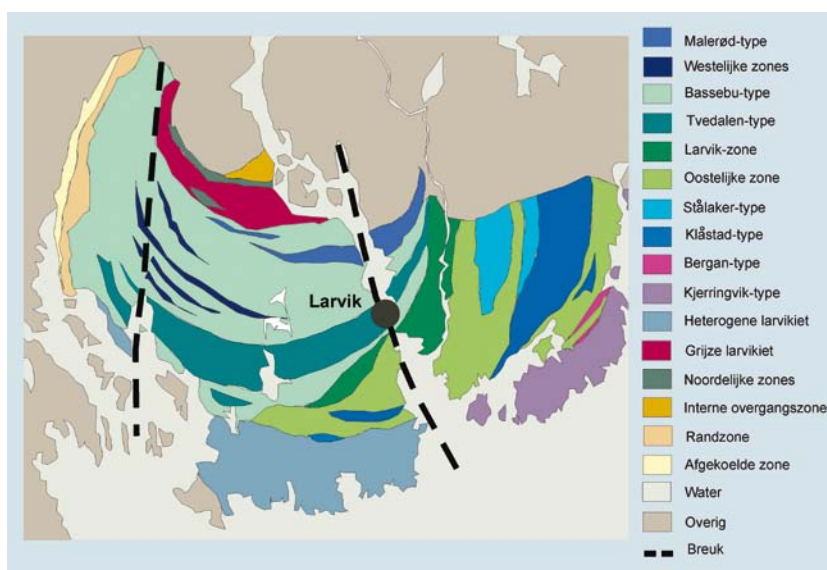 Larvik
Malerød-type
Westelijke zones
Bassebu-type
Tvedalen-type
Larvik-zone
Oostelijke zone
Stålaker-type
Klåstad-type
Bergan-type
Kjerringvik-type
Heterogene larvikiet
Grijze larvikiet
Noordelijke zones
Interne overgangszone
Randzone
Afgekoelde zone
Water
Overig
Breuk